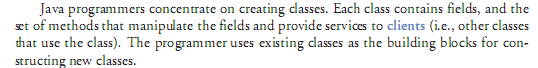 Java programmers concentrate on creating classes. Each class contains fields, and the
set of methods that manipulate the fields and provide services to clients (i.e., other classes
that use the class). The programmer uses existing classes as the building blocks for con-
structing new classes.